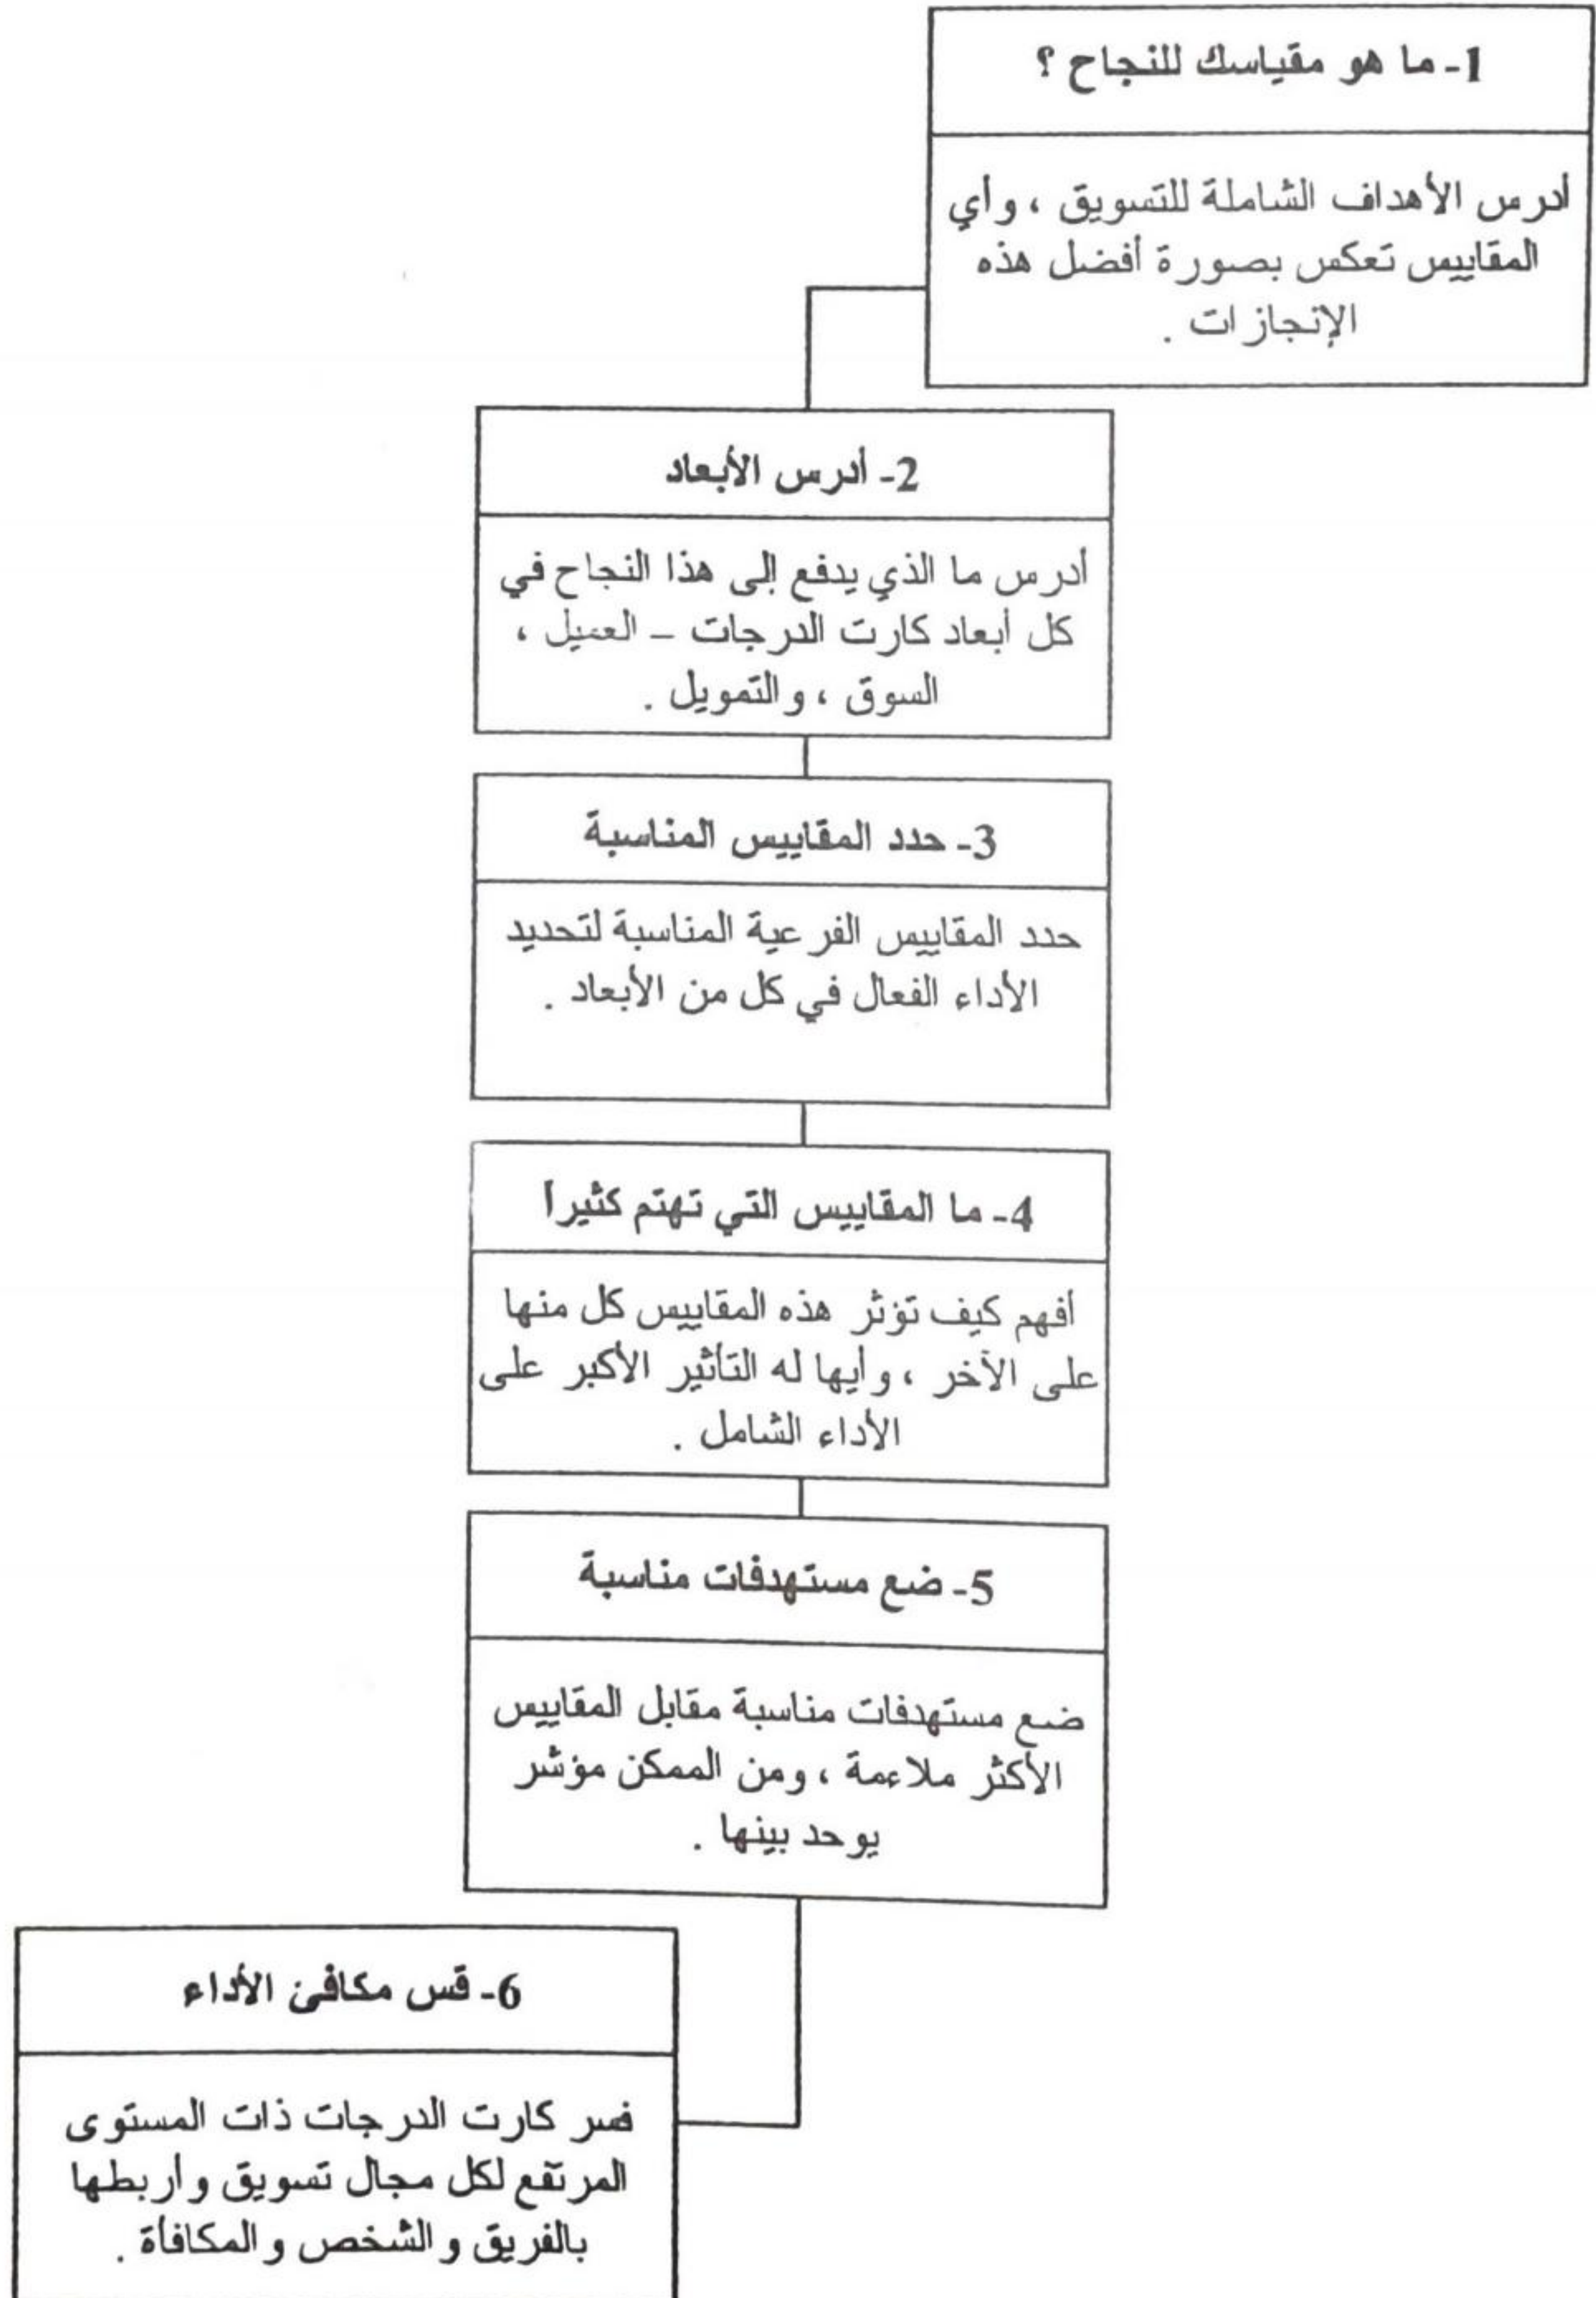 1- ما هو مقياسك للنجاح ؟
أدرس الأهداف الشاملة للتسويق ، وأي
المقاييس تعكس بصورة أفضل هذه
الإنجازات .
2- أدرس الأبعاد
أدرس ما الذي يدفع إلى هذا النجاح في
كل أبعاد كارت الدرجات – العميل ،
السوق ، والتمويل .
3- حدد المقاييس المناسبة
حدد المقاييس الفرعية المناسبة لتحديد
الأداء الفعال في كل من الأبعاد .
4- ما المقاييس التي تهتم كثيراً
أفهم كيف تؤثر هذه المقاييس كل منها
على الآخر ، وأيها له التأثير الأكبر على
الأداء الشامل .
5- ضع مستهدفات مناسبة
ضع مستهدفات مناسبة مقابل المقاييس
الأكثر ملاءمة ، ومن الممكن مؤشر
يوحد بينها .
6- قس مكافئ الأداء
فسر كارت الدرجات ذات المستوى
المرتفع لكل مجال تسويق وأربطها
بالفريق والشخص والمكافأة .